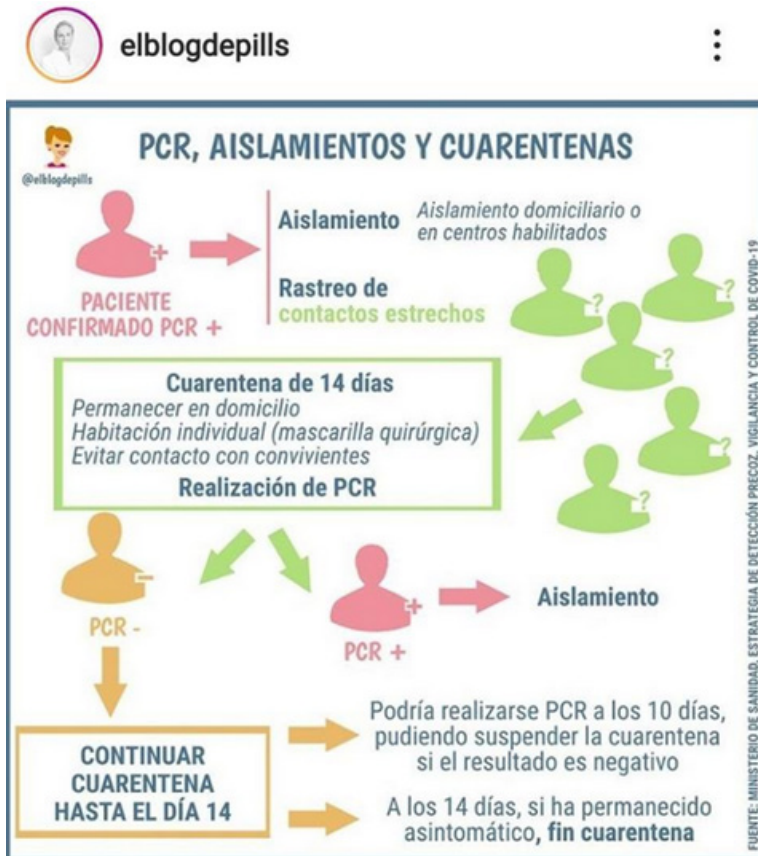 elblogdepills
PCR, AISLAMIENTOS Y CUARENTENAS
@elblogdepills
PACIENTE
CONFIRMADO PCR +
Aislamiento
Aislamiento domiciliario o
en centros habilitados
Rastreo de
contactos estrechos
?
?
?
?
?
Cuarentena de 14 días
Permanecer en domicilio
Habitación individual (mascarilla quirúrgica)
Evitar contacto con convivientes
Realización de PCR
PCR -
PCR +
Aislamiento
CONTINUAR
CUARENTENA
HASTA EL DÍA 14
Podría realizarse PCR a los 10 días,
pudiendo suspender la cuarentena
si el resultado es negativo
A los 14 días, si ha permanecido
asintomático, fin cuarentena
FUENTE: MINISTERIO DE SANIDAD. ESTRATEGIA DE DETECCIÓN PRECOZ, VIGILANCIA Y CONTROL DE COVID-19